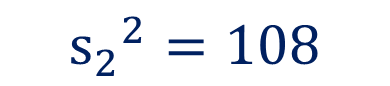 s₂² = 108